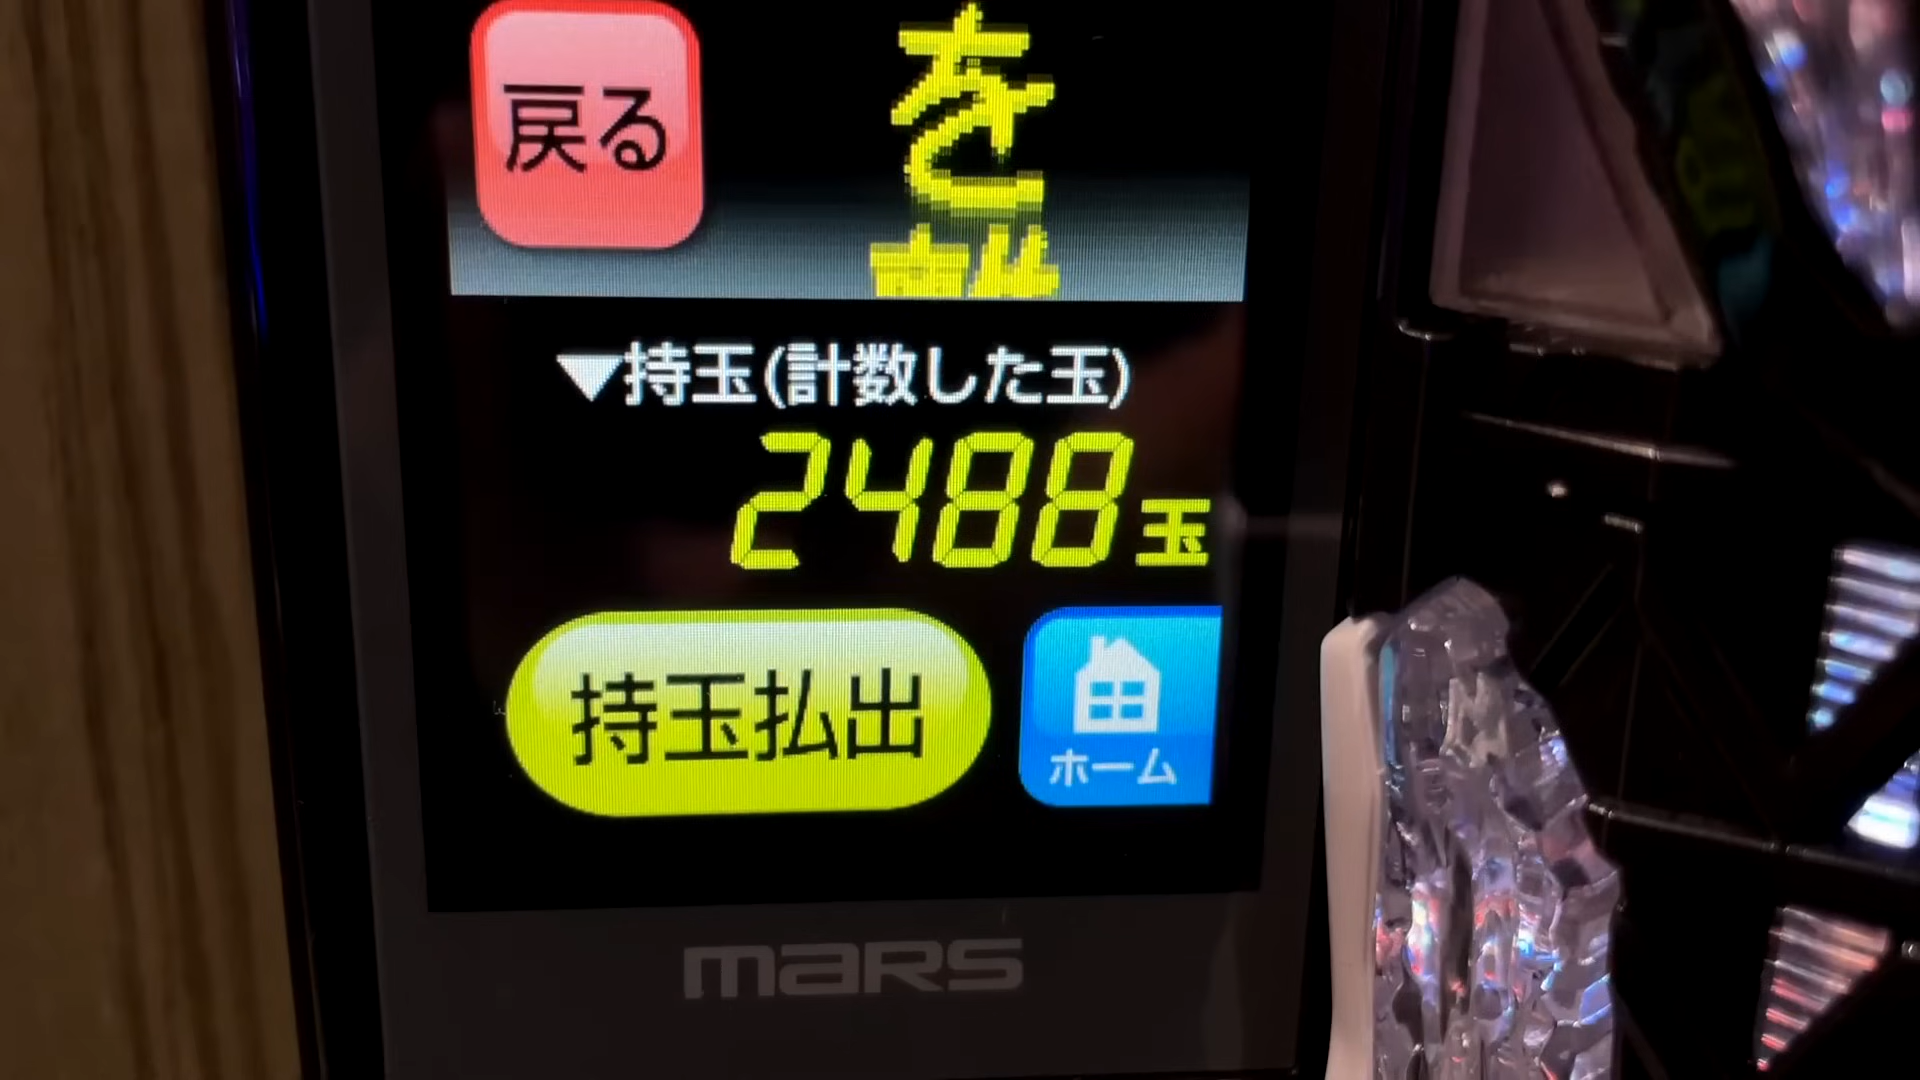 を
戻る
▼持玉(計数した玉)
2488玉
持玉払出
ホーム
mars